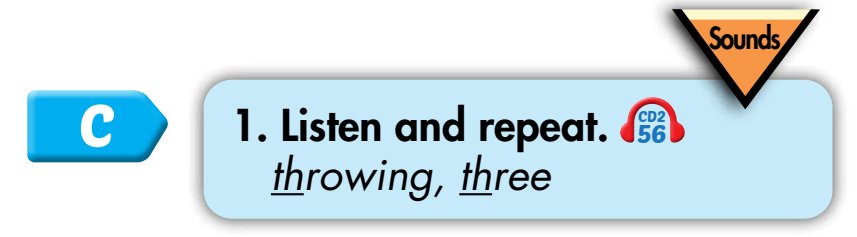 Sounds
C
1. Listen and repeat. CD2 56
throwing, three